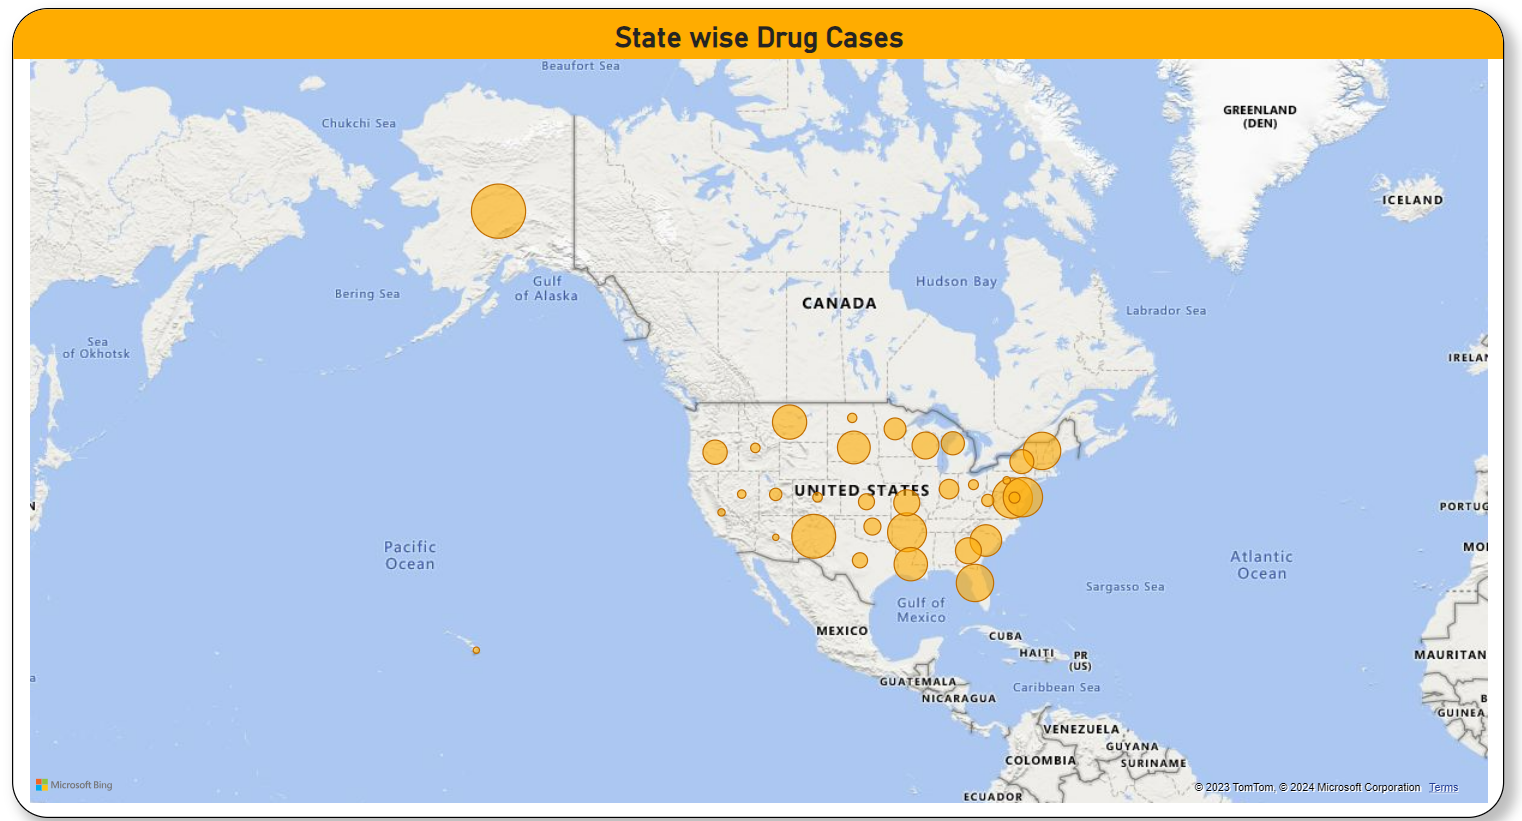 State wise Drug Cases
Beaufort Sea
Chukchi Sea
GREENLAND
(DEN)
ICELAND
Bering Sea
Gulf
of Alaska
Hudson Bay
CANADA
Labrador Sea
Sea
of Okhotsk
IRELAN
UNITED STATES
N
PORTUG
MOI
Pacific
Ocean
Atlantic
Ocean
Sargasso Sea
Gulf of
Mexico
MEXICO
CUBA
HAITI
PR
(US)
MAURITAN
GUATEMALA
NICARAGUA
Caribbean Sea
a
B
GUINEA
VENEZUELA
GUYANA
SURINAME
COLOMBIA
ECUADOR
Microsoft Bing
© 2023 TomTom, © 2024 Microsoft Corporation Terms